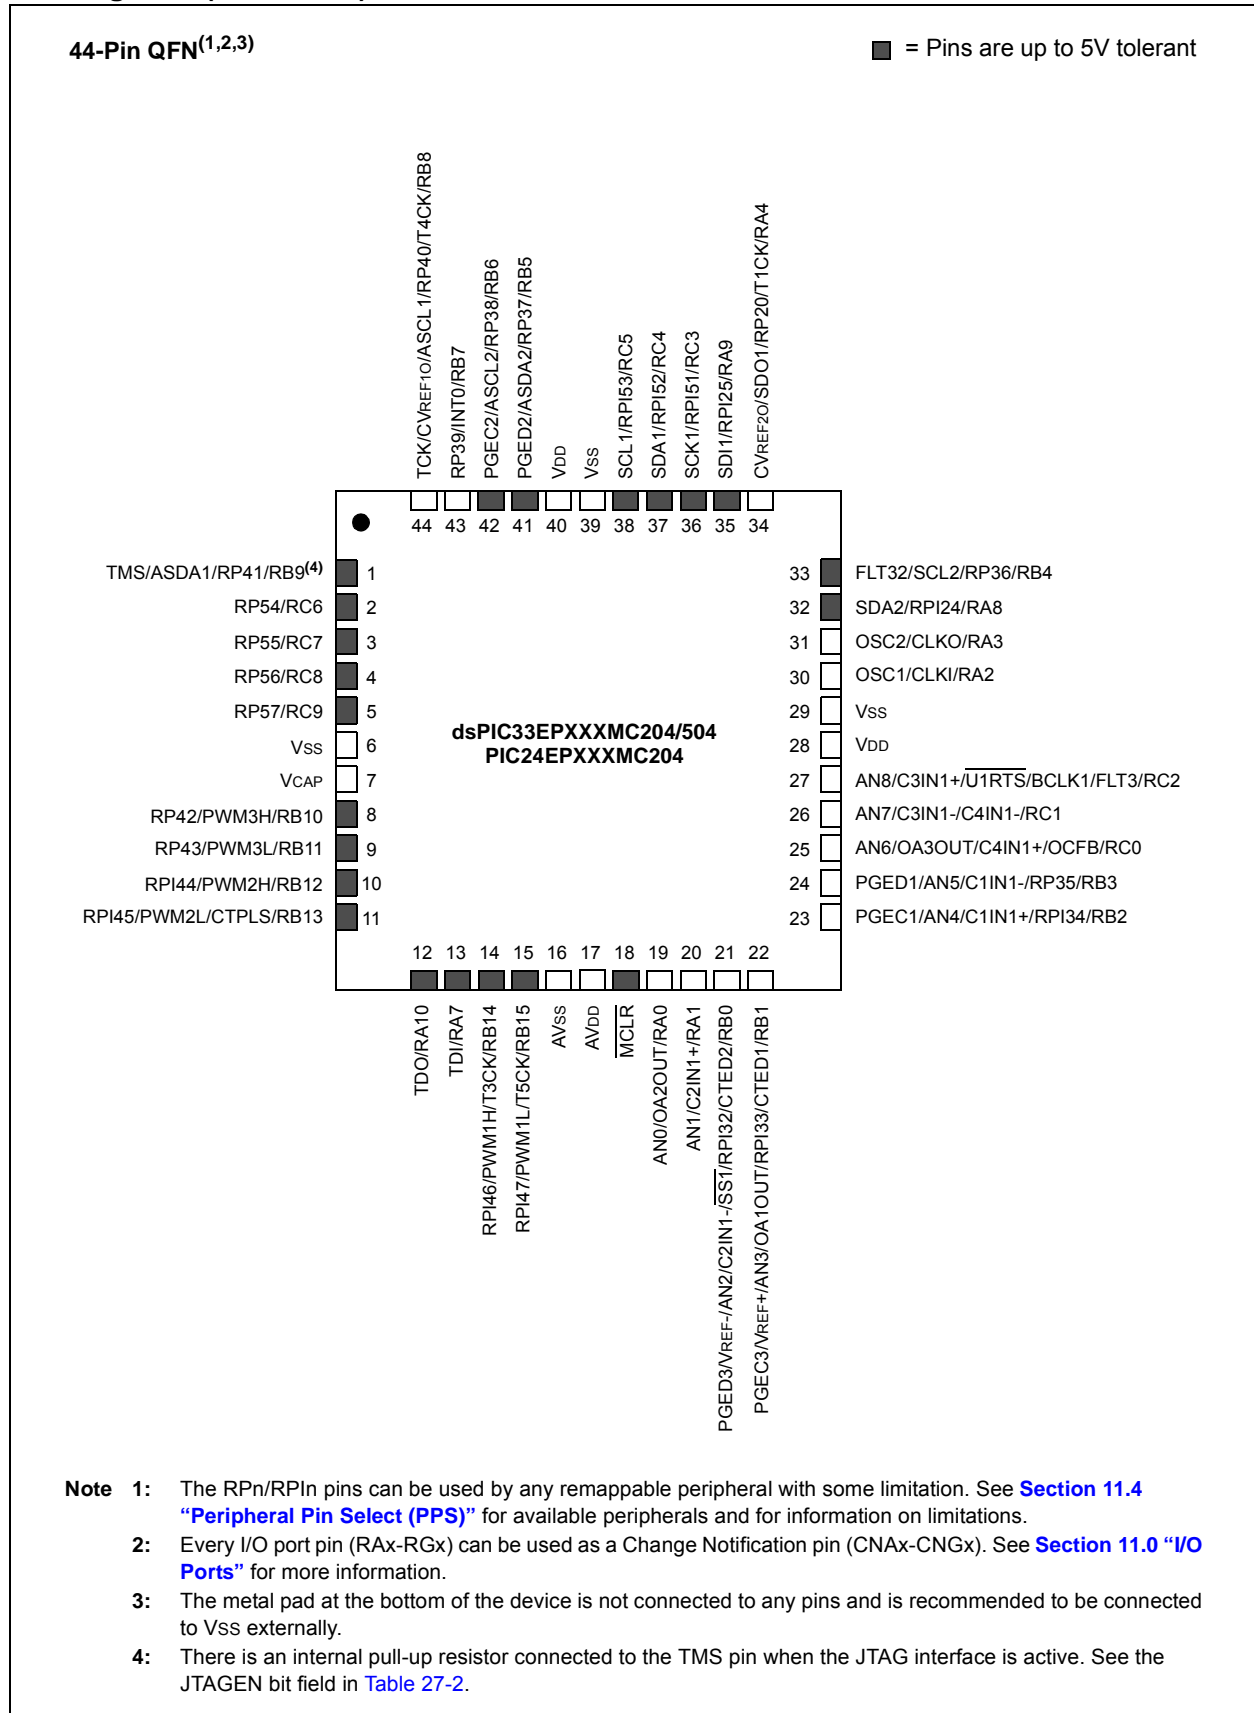 44-Pin QFN(1,2,3)
= Pins are up to 5V tolerant
TCK/CVREF1O/ASCL1/RP40/T4CK/RB8
RP39/INT0/RB7
PGEC2/ASCL2/RP38/RB6
PGED2/ASDA2/RP37/RB5
VDD
VSS
SCL1/RPI53/RC5
SDA1/RPI52/RC4
SCK1/RPI51/RC3
SDI1/RPI25/RA9
CVREF2O/SDO1/RP20/T1CK/RA4
44 43 42 41 40 39 38 37 36 35 34
TMS/ASDA1/RP41/RB9(4) 1
RP54/RC6 2
RP55/RC7 3
RP56/RC8 4
RP57/RC9 5
VSS 6
VCAP 7
RP42/PWM3H/RB10 8
RP43/PWM3L/RB11 9
RPI44/PWM2H/RB12 10
RPI45/PWM2L/CTPLS/RB13 11
dsPIC33EPXXXMC204/504
PIC24EPXXXMC204
33 FLT32/SCL2/RP36/RB4
32 SDA2/RPI24/RA8
31 OSC2/CLKO/RA3
30 OSC1/CLKI/RA2
29 VSS
28 VDD
27 AN8/C3IN1+/U1RTS/BCLK1/FLT3/RC2
26 AN7/C3IN1-/C4IN1-/RC1
25 AN6/OA3OUT/C4IN1+/OCFB/RC0
24 PGED1/AN5/C1IN1-/RP35/RB3
23 PGEC1/AN4/C1IN1+/RPI34/RB2
12 13 14 15 16 17 18 19 20 21 22
TDO/RA10
TDI/RA7
RPI46/PWM1H/T3CK/RB14
RPI47/PWM1L/T5CK/RB15
AVSS
AVDD
MCLR
AN0/OA2OUT/RA0
AN1/C2IN1+/RA1
PGED3/VREF-/AN2/C2IN1-/SS1/RPI32/CTED2/RB0
PGEC3/VREF+/AN3/OA1OUT/RPI33/CTED1/RB1
Note 1: The RPn/RPIn pins can be used by any remappable peripheral with some limitation. See Section 11.4
"Peripheral Pin Select (PPS)" for available peripherals and for information on limitations.
2: Every I/O port pin (RAx-RGx) can be used as a Change Notification pin (CNAx-CNGx). See Section 11.0 "I/O
Ports" for more information.
3: The metal pad at the bottom of the device is not connected to any pins and is recommended to be connected
to VSS externally.
4: There is an internal pull-up resistor connected to the TMS pin when the JTAG interface is active. See the
JTAGEN bit field in Table 27-2.